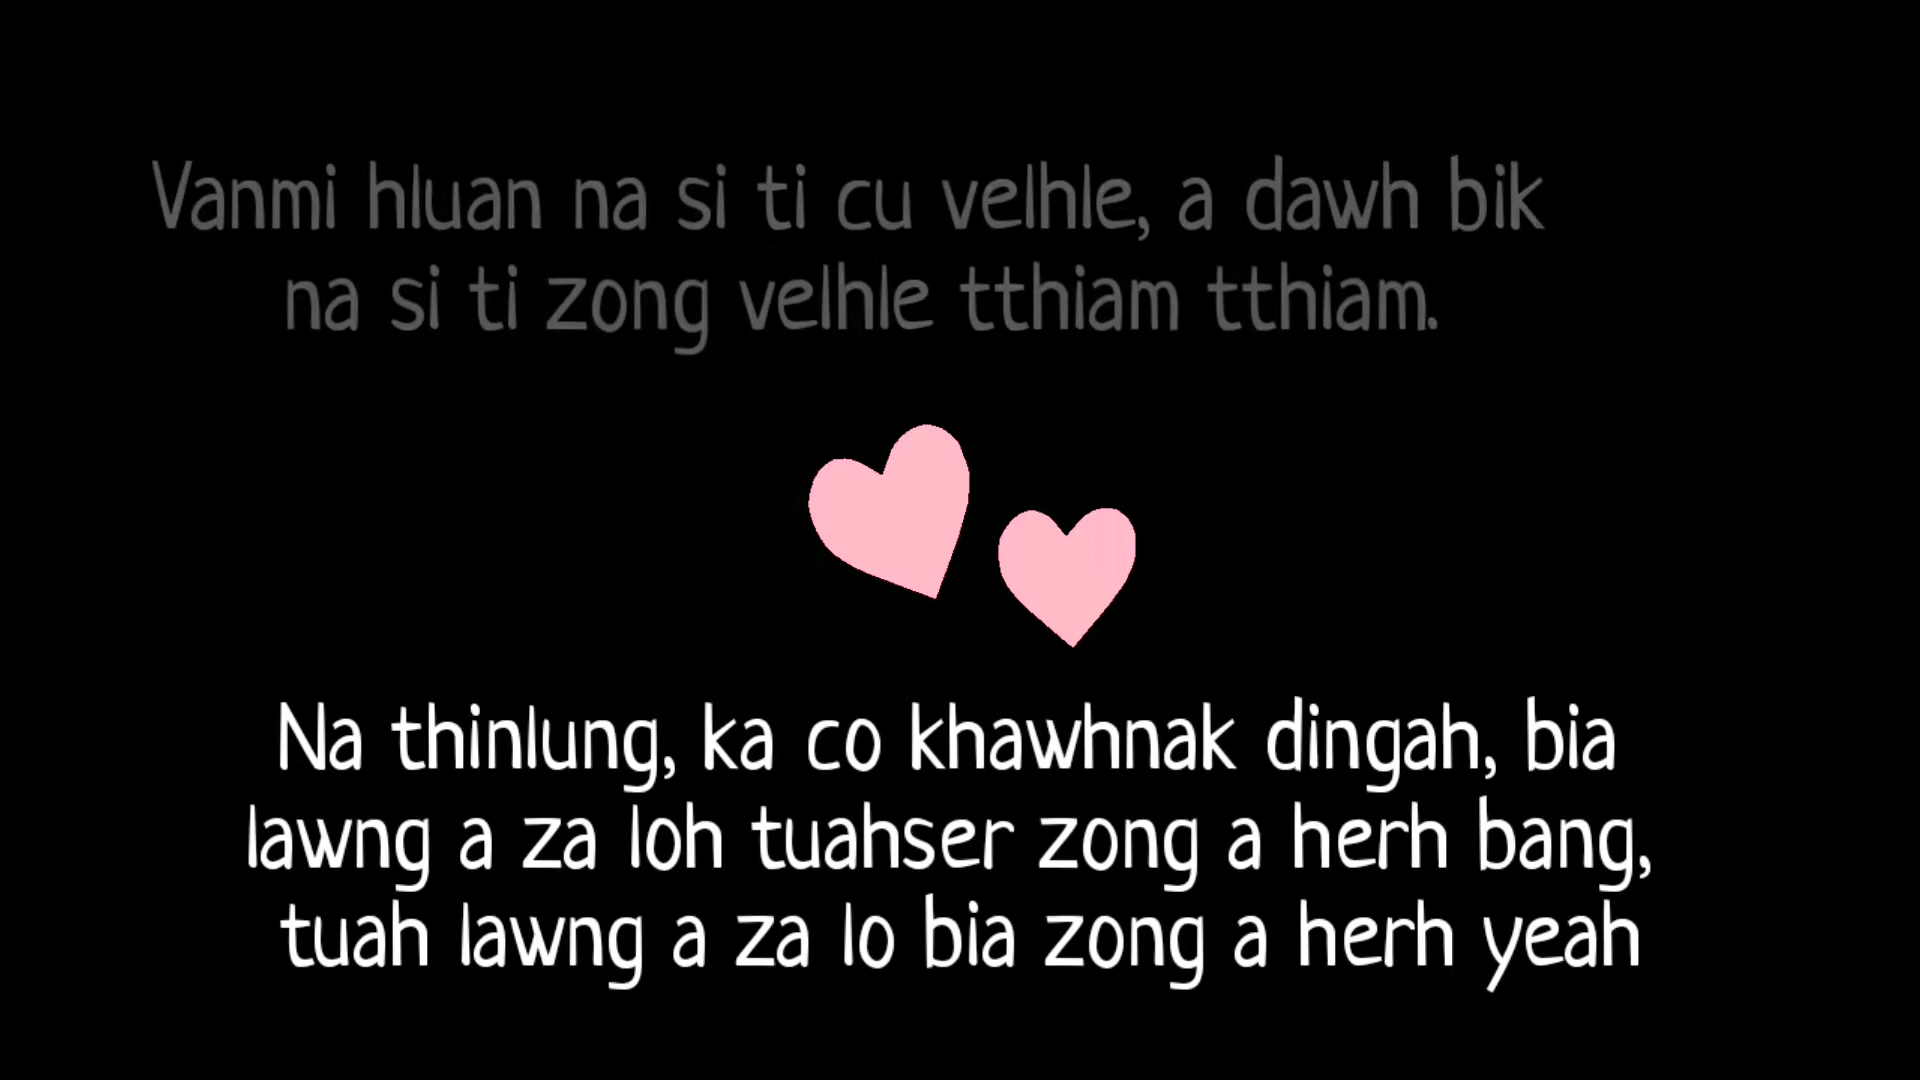 Vanmi hluan na si ti cu velhle, a dawh bik
na si ti zong velhle tthiam tthiam.
Na thinlung, ka co khawhnak dingah, bia
lawng a za loh tuahser zong a herh bang,
tuah lawng a za lo bia zong a herh yeah